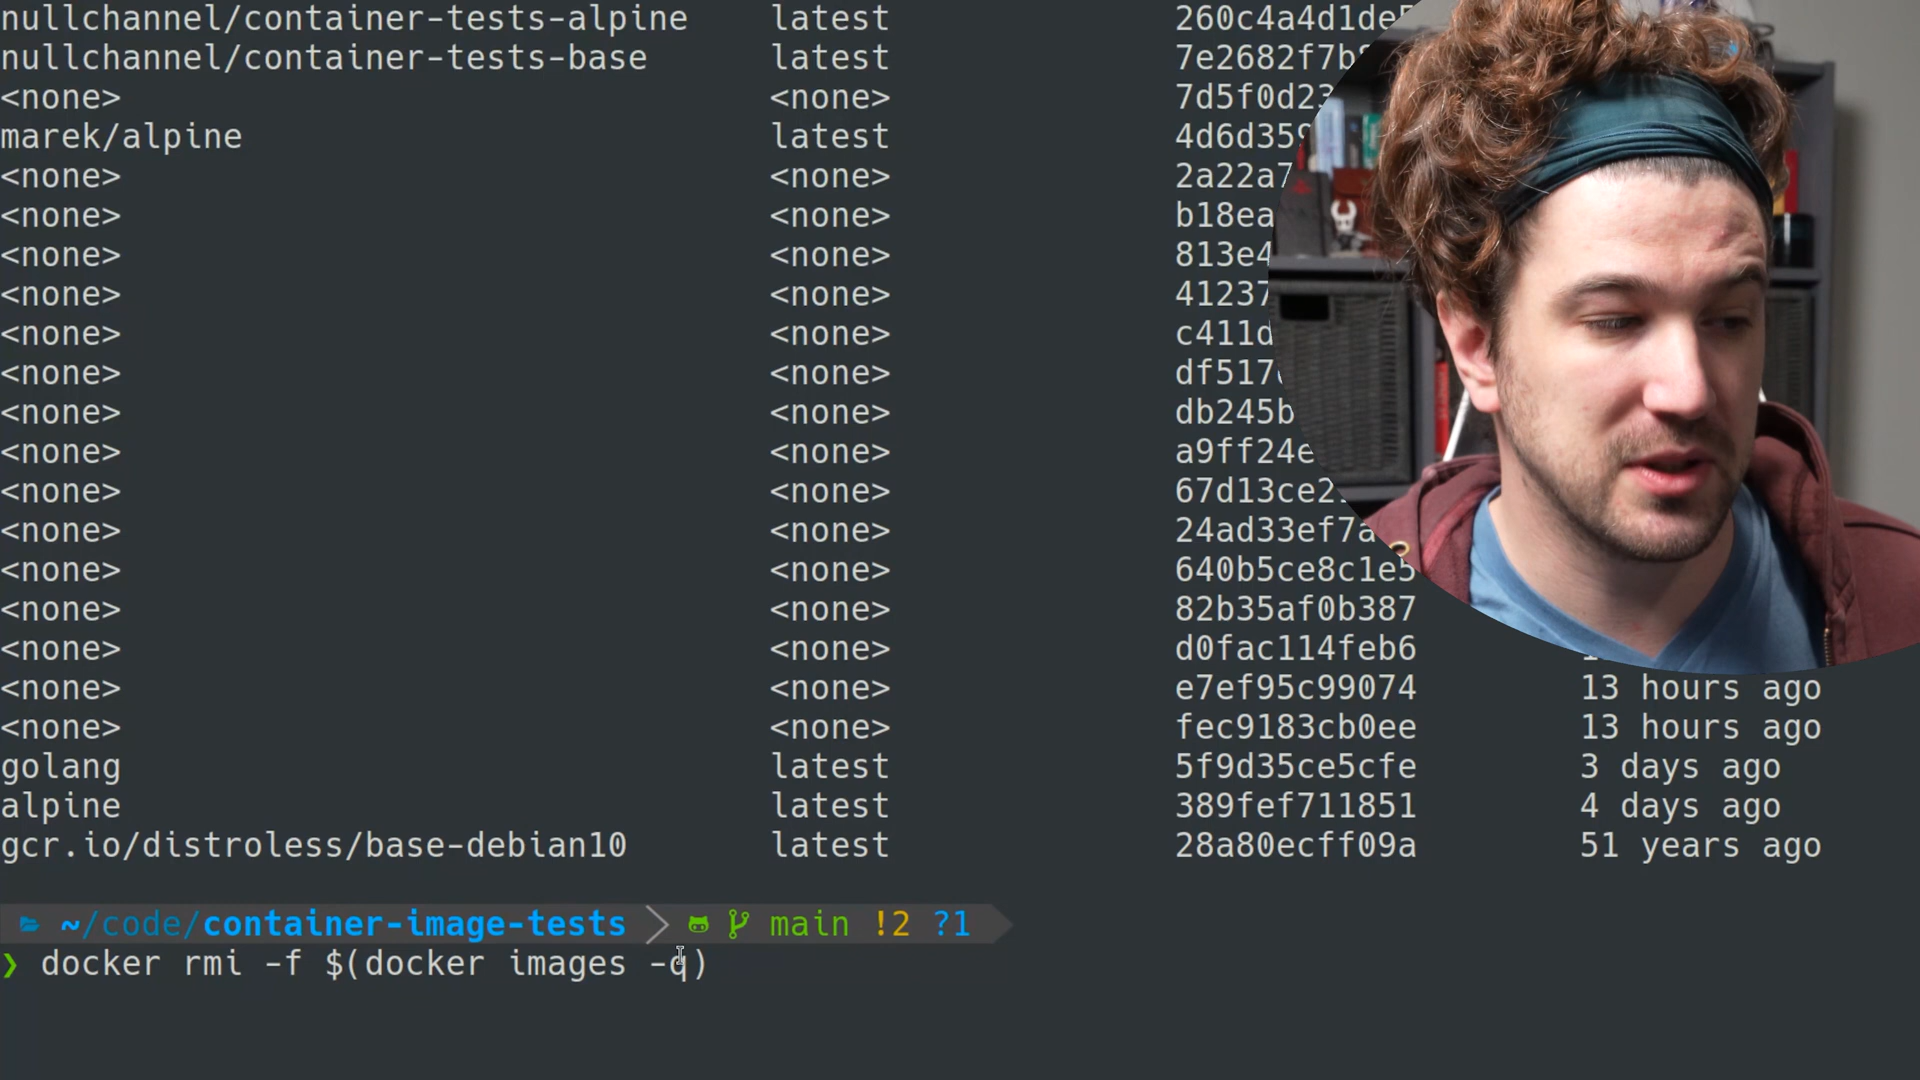 nullchannel/container-tests-alpine latest 260c4a4d1de5
nullchannel/container-tests-base latest 7e2682f7b
<none> <none> 7d5f0d23
marek/alpine latest 4d6d359
<none> <none> 2a22a7
<none> <none> b18ea
<none> <none> 813e4
<none> <none> 41237
<none> <none> c411d
<none> <none> df517
<none> <none> db245b
<none> <none> a9ff24e
<none> <none> 67d13ce2
<none> <none> 24ad33ef7a
<none> <none> 640b5ce8c1e5
<none> <none> 82b35af0b387
<none> <none> d0fac114feb6
<none> <none> e7ef95c99074 13 hours ago
<none> <none> fec9183cb0ee 13 hours ago
golang latest 5f9d35ce5cfe 3 days ago
alpine latest 389fef711851 4 days ago
gcr.io/distroless/base-debian10 latest 28a80ecff09a 51 years ago
~/code/container-image-tests main !2 ?1
❯ docker rmi -f $(docker images -q)